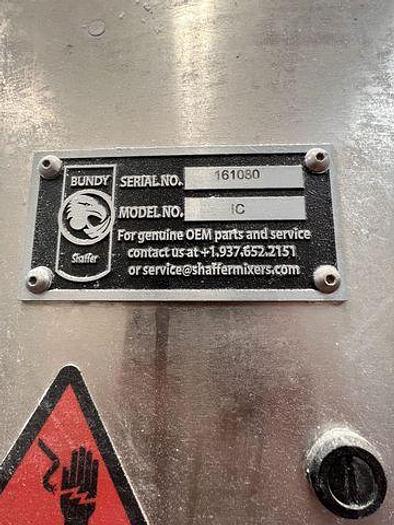 BUNDY
Shaffer
SERIAL NO. 161080
MODEL NO. IC
For genuine OEM parts and service
contact us at +1.937.652.2151
or service@shaffermixers.com